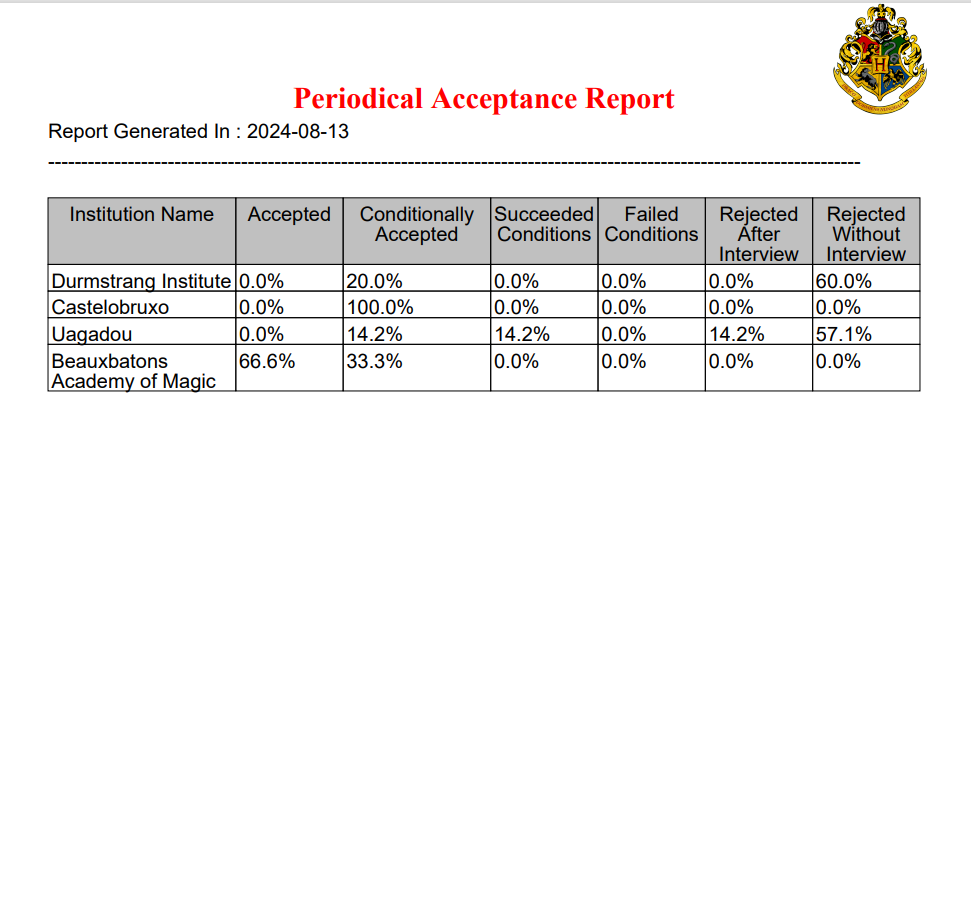 Periodical Acceptance Report
Report Generated In : 2024-08-13
---------------------------------------------------------------------------------------------------------------------------
Institution Name Accepted Conditionally Accepted Succeeded Conditions Failed Conditions Rejected After Interview Rejected Without Interview
Durmstrang Institute 0.0% 20.0% 0.0% 0.0% 0.0% 60.0%
Castelobruxo 0.0% 100.0% 0.0% 0.0% 0.0% 0.0%
Uagadou 0.0% 14.2% 14.2% 0.0% 14.2% 57.1%
Beauxbatons Academy of Magic 66.6% 33.3% 0.0% 0.0% 0.0% 0.0%
H